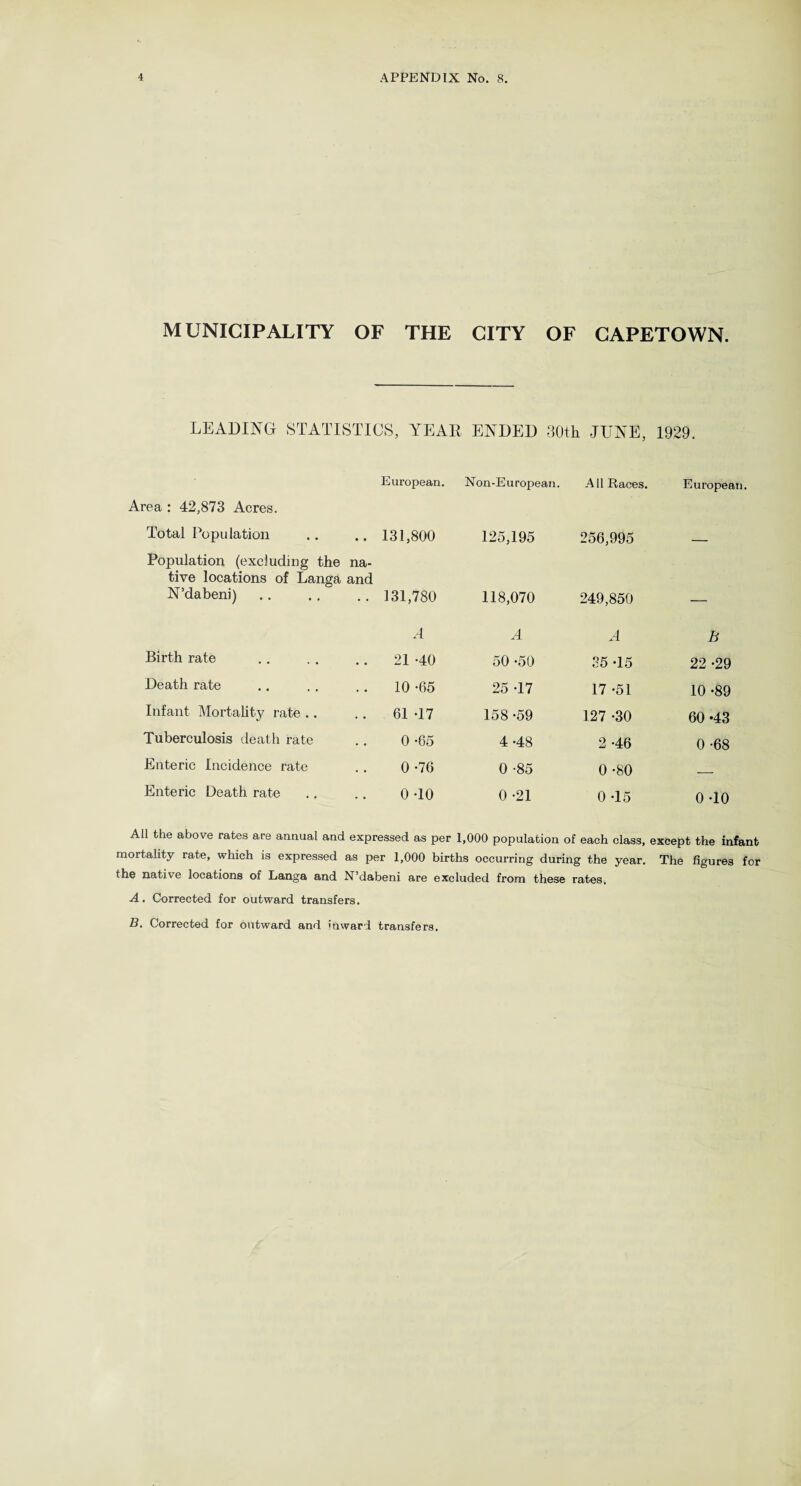 4 APPENDIX No. 8.
MUNICIPALITY OF THE CITY OF CAPETOWN.
LEADING STATISTICS, YEAR ENDED 30th JUNE, 1929.
European. Non-European. All Races. European.
Area : 42,873 Acres.
Total Population .. .. 131,800 125,195 256,995 —
Population (excluding the na-
tive locations of Langa and
N'dabeni) .. .. .. 131,780 118,070 249,850 —
A A A B
Birth rate .. .. .. 21 ·40 50 ·50 35 ·15 22 ·29
Death rate .. .. .. 10 ·65 25 ·17 17 ·51 10 ·89
Infant Mortality rate .. .. 61 ·17 158 ·59 127 ·30 60 ·43
Tuberculosis death rate .. 0 ·65 4 ·48 2 ·46 0 ·68
Enteric Incidence rate .. 0 ·76 0 ·85 0 ·80 —
Enteric Death rate .. .. 0 ·10 0 ·21 0 ·15 0 ·10
All the above rates are annual and expressed as per 1,000 population of each class, except the infant
mortality rate, which is expressed as per 1,000 births occurring during the year. The figures for
the native locations of Langa and N'dabeni are excluded from these rates.
A. Corrected for outward transfers.
B. Corrected for outward and inward transfers.